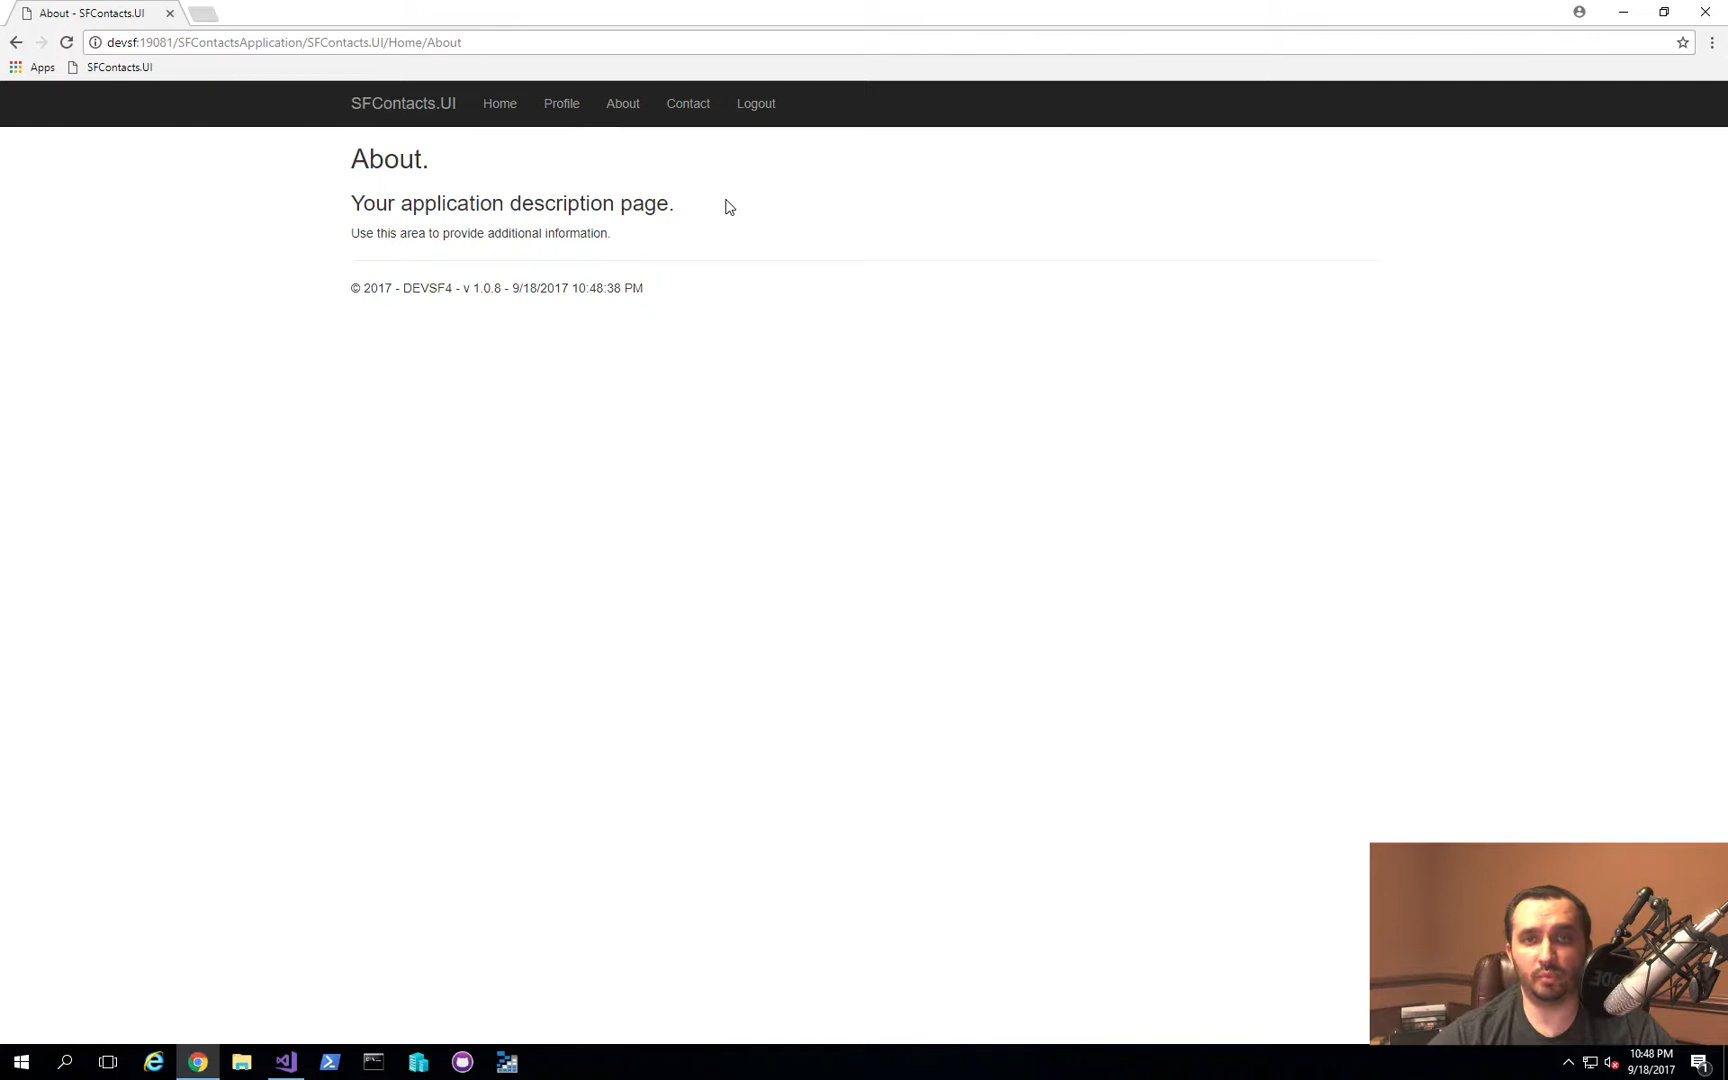 About - SFContacts.UI
devsf:19081/SFContactsApplication/SFContacts.UI/Home/About
Apps SFContacts.UI
SFContacts.UI Home Profile About Contact Logout
About.
Your application description page.
Use this area to provide additional information.
© 2017 - DEVSF4 - v 1.0.8 - 9/18/2017 10:48:38 PM
RODE
10:48 PM
9/18/2017
1